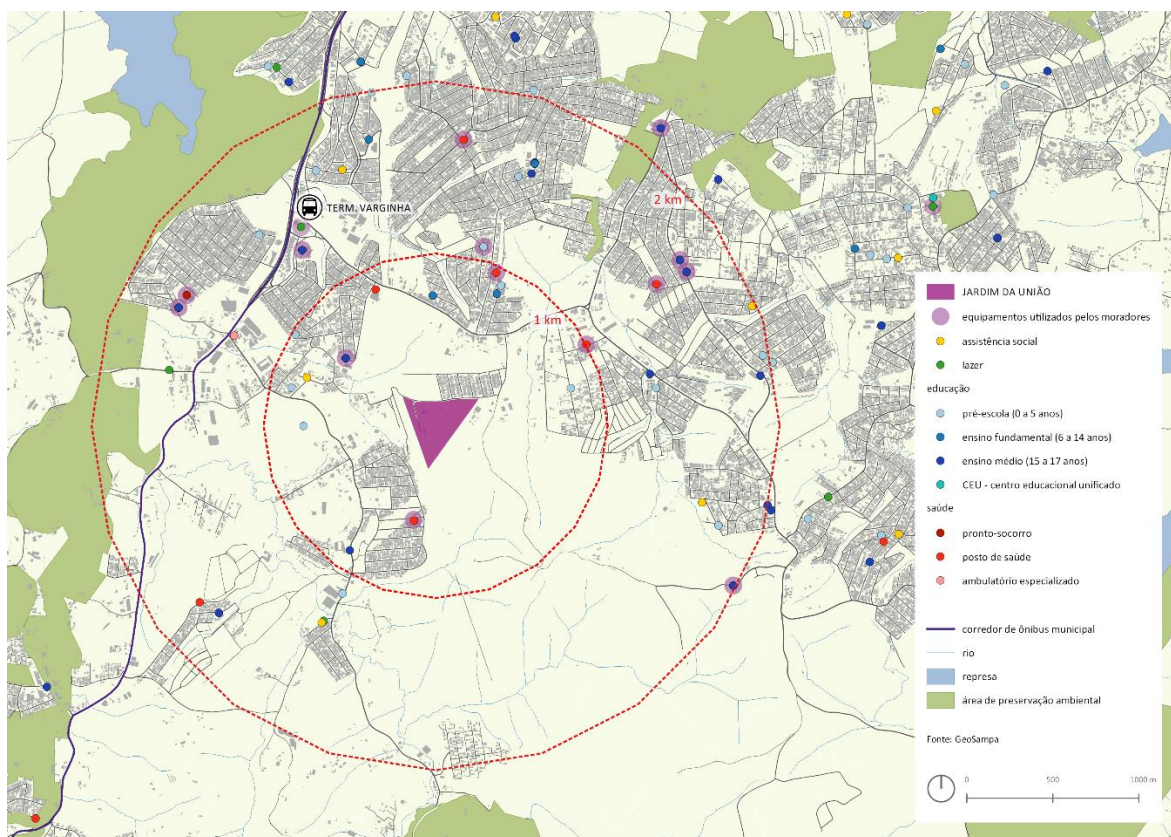 TERM. VARGINHA
2 km
1 km
JARDIM DA UNIÃO
equipamentos utilizados pelos moradores
assistência social
lazer
educação
pré-escola (0 a 5 anos)
ensino fundamental (6 a 14 anos)
ensino médio (15 a 17 anos)
CEU - centro educacional unificado
saúde
pronto-socorro
posto de saúde
ambulatório especializado
corredor de ônibus municipal
rio
represa
área de preservação ambiental
Fonte: GeoSampa
0 500 1000 m